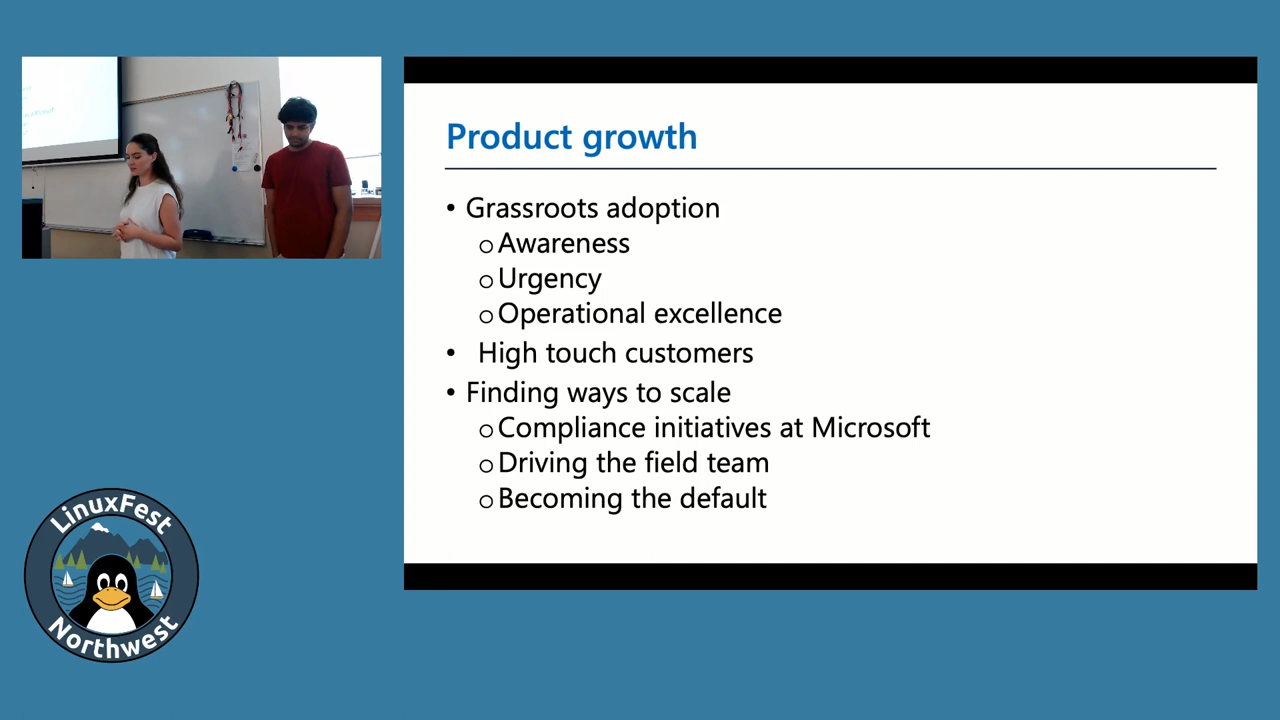 Product growth
• Grassroots adoption
o Awareness
o Urgency
o Operational excellence
• High touch customers
• Finding ways to scale
o Compliance initiatives at Microsoft
o Driving the field team
o Becoming the default
LinuxFest
Northwest